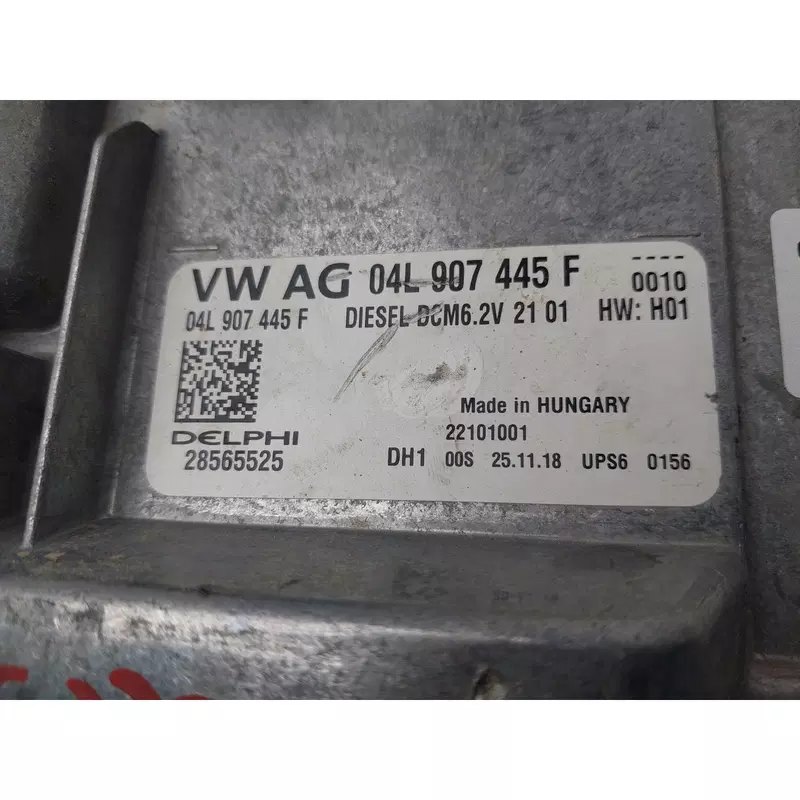 VW AG 04L 907 445 F ----
0010
04L 907 445 F DIESEL DCM6.2V 21 01 HW: H01
Made in HUNGARY
DELPHI 22101001
28565525 DH1 00S 25.11.18 UPS6 0156